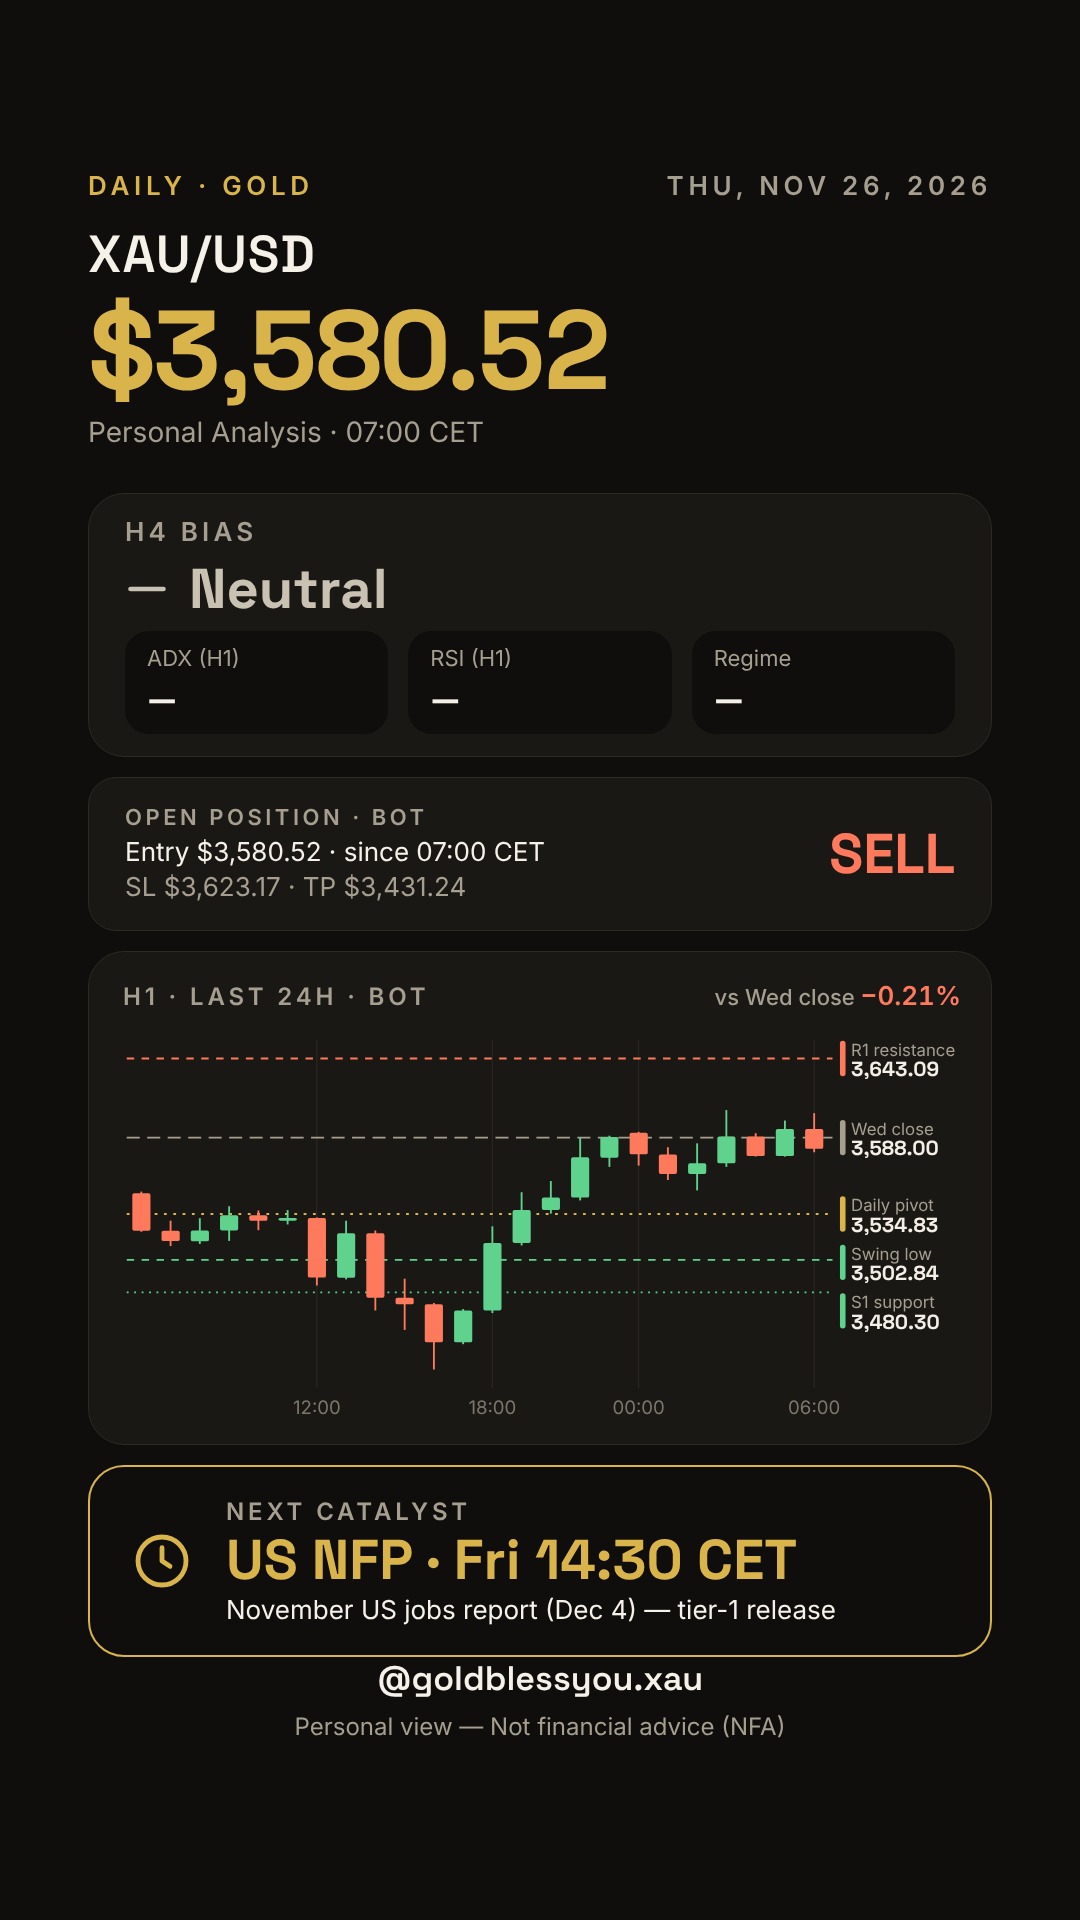 DAILY · GOLD
THU, NOV 26, 2026
XAU/USD
$3,580.52
Personal Analysis · 07:00 CET
H4 BIAS
— Neutral
ADX (H1)
—
RSI (H1)
—
Regime
—
OPEN POSITION · BOT
Entry $3,580.52 · since 07:00 CET
SL $3,623.17 · TP $3,431.24
SELL
H1 · LAST 24H · BOT
vs Wed close −0.21%
R1 resistance
3,643.09
Wed close
3,588.00
Daily pivot
3,534.83
Swing low
3,502.84
S1 support
3,480.30
12:00
18:00
00:00
06:00
NEXT CATALYST
US NFP · Fri 14:30 CET
November US jobs report (Dec 4) — tier-1 release
@goldblessyou.xau
Personal view — Not financial advice (NFA)